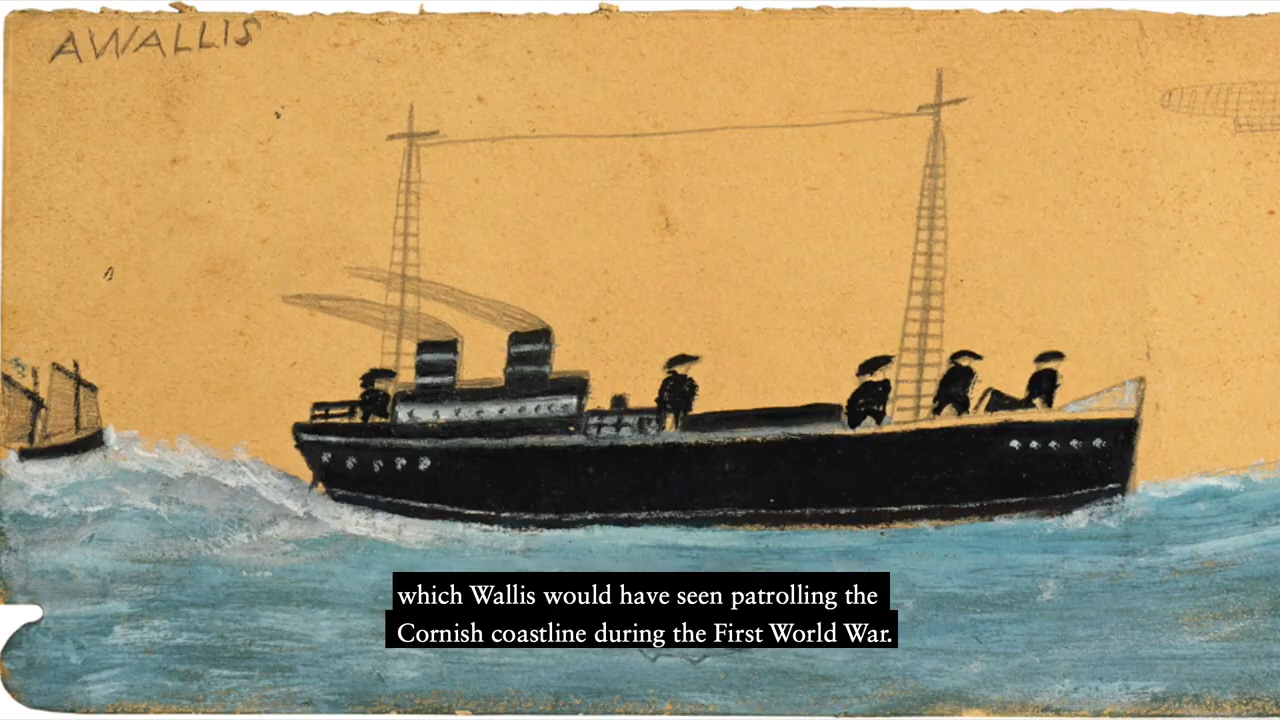 AWALLIS
which Wallis would have seen patrolling the
Cornish coastline during the First World War.